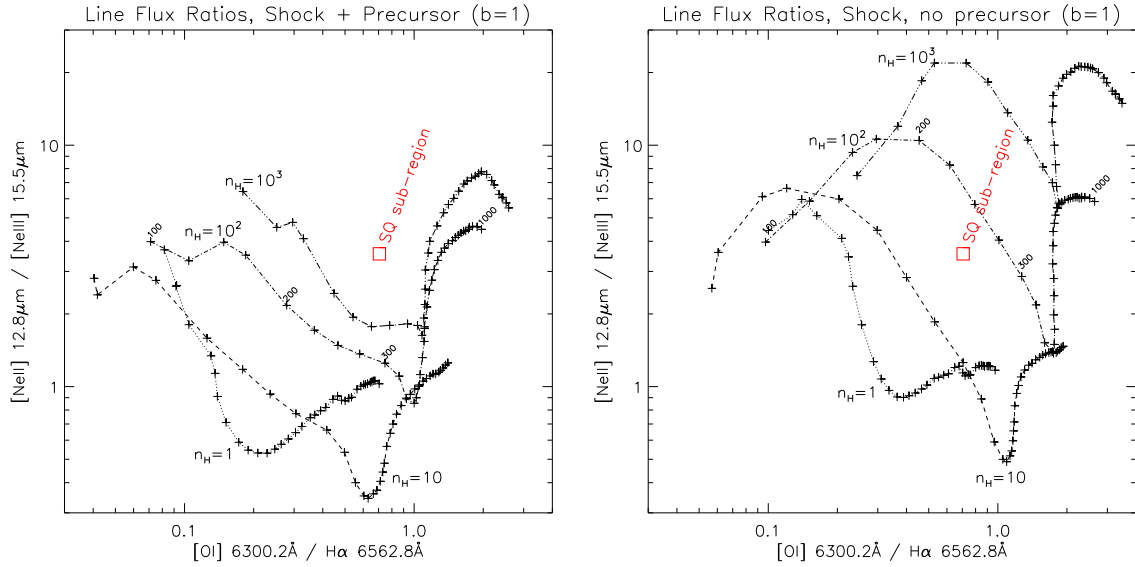 Line Flux Ratios, Shock + Precursor (b=1)
[NeII] 12.8μm / [NeIII] 15.5μm
10
1
0.1
1.0
[OI] 6300.2Å / Hα 6562.8Å
n_H=10^3
n_H=10^2
n_H=1
n_H=10
100
200
300
1000
SQ sub-region
Line Flux Ratios, Shock, no precursor (b=1)
[NeII] 12.8μm / [NeIII] 15.5μm
10
1
0.1
1.0
[OI] 6300.2Å / Hα 6562.8Å
n_H=10^3
n_H=10^2
n_H=1
n_H=10
100
200
300
1000
SQ sub-region